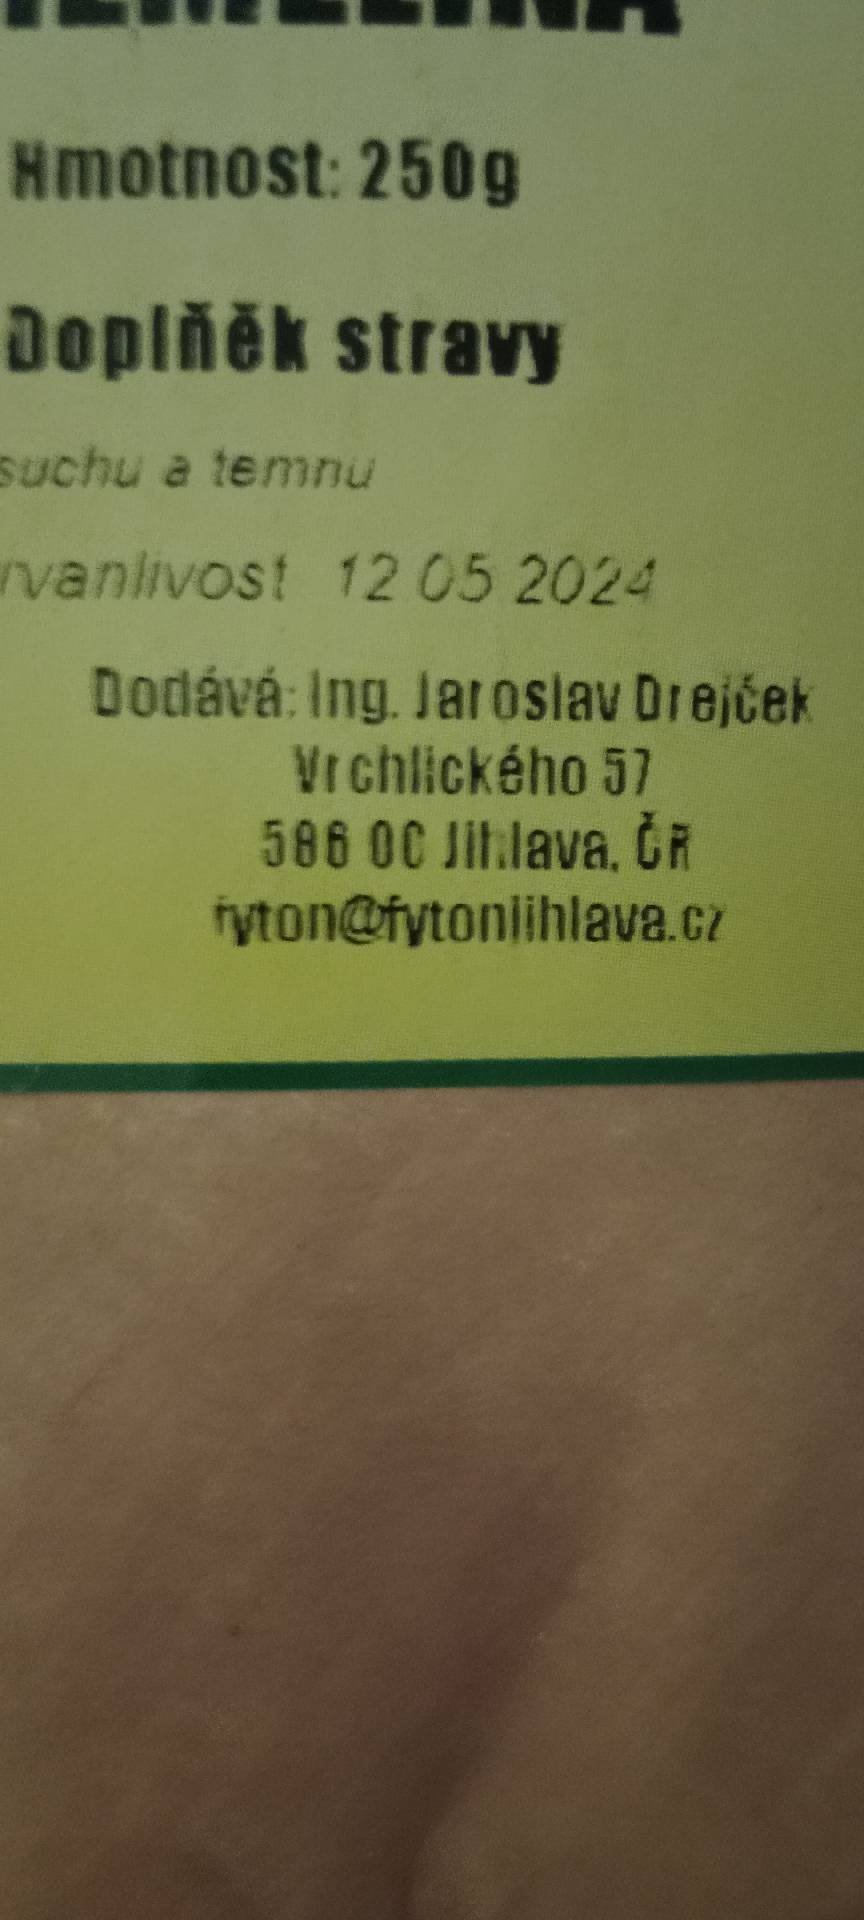 Hmotnost: 250g
Doplňěk stravy
suchu a temnu
rvanlivost 12 05 2024
Dodává: Ing. Jaroslav Drejček
Vrchlického 57
586 00 Jihlava, ČR
fyton@fytonjihlava.cz